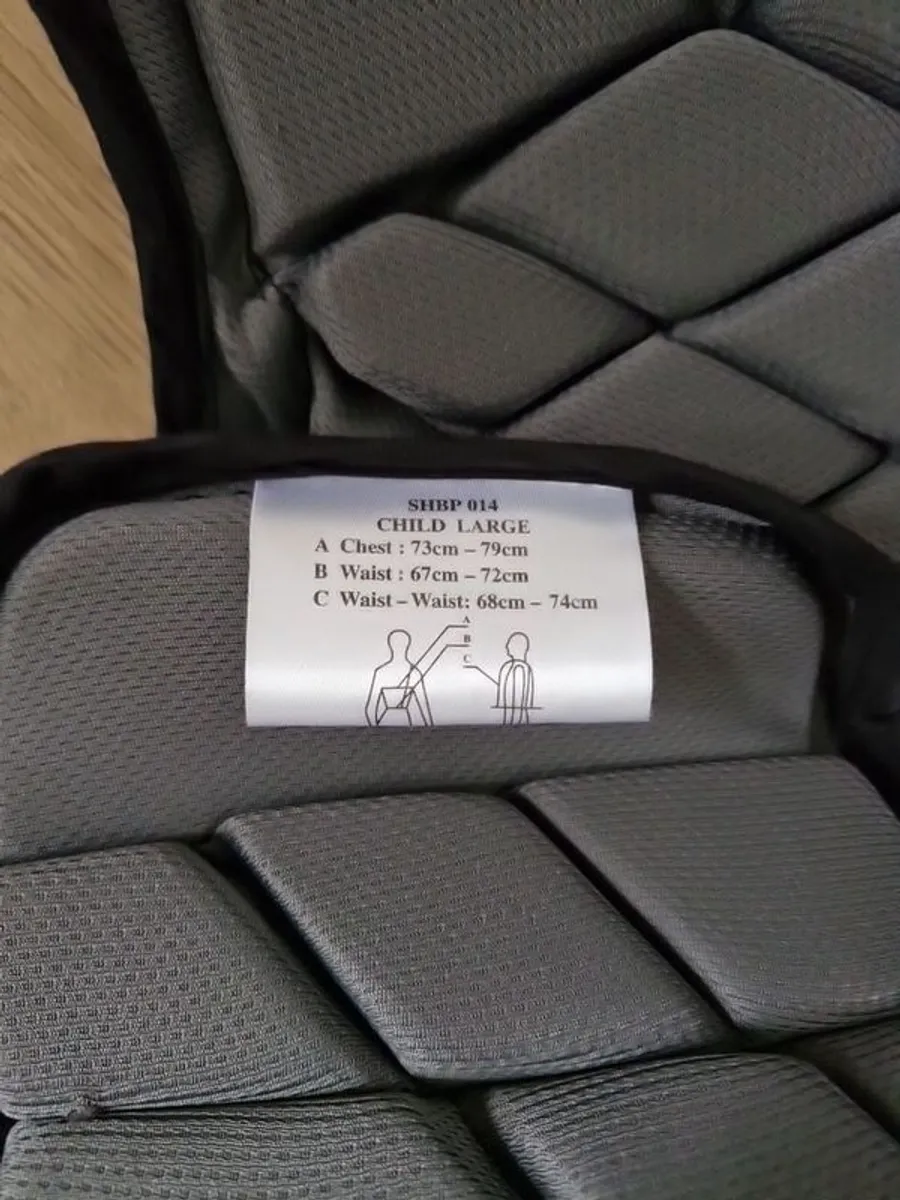 SHBP 014
CHILD LARGE
A Chest : 73cm – 79cm
B Waist : 67cm – 72cm
C Waist – Waist: 68cm – 74cm
A
B
C